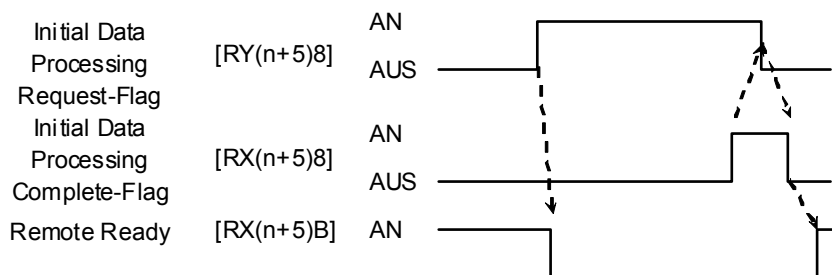 Initial Data
Processing
Request-Flag
[RY(n+5)8]
AN
AUS
Initial Data
Processing
Complete-Flag
[RX(n+5)8]
AN
AUS
Remote Ready
[RX(n+5)B]
AN